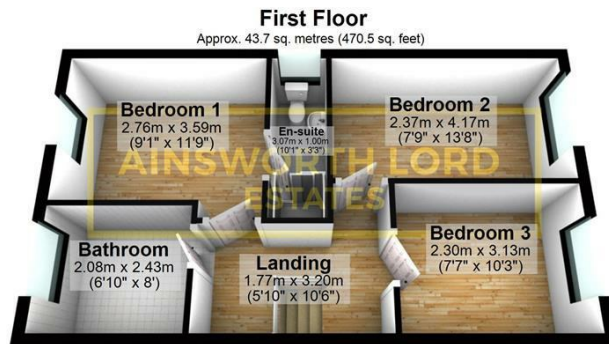 First Floor
Approx. 43.7 sq. metres (470.5 sq. feet)
Bedroom 1
2.76m x 3.59m
(9'1" x 11'9")
En-suite
3.07m x 1.00m
(10'1" x 3'3")
Bedroom 2
2.37m x 4.17m
(7'9" x 13'8")
AINSWORTH LORD
ESTATES
Bathroom
2.08m x 2.43m
(6'10" x 8')
Landing
1.77m x 3.20m
(5'10" x 10'6")
Bedroom 3
2.30m x 3.13m
(7'7" x 10'3")